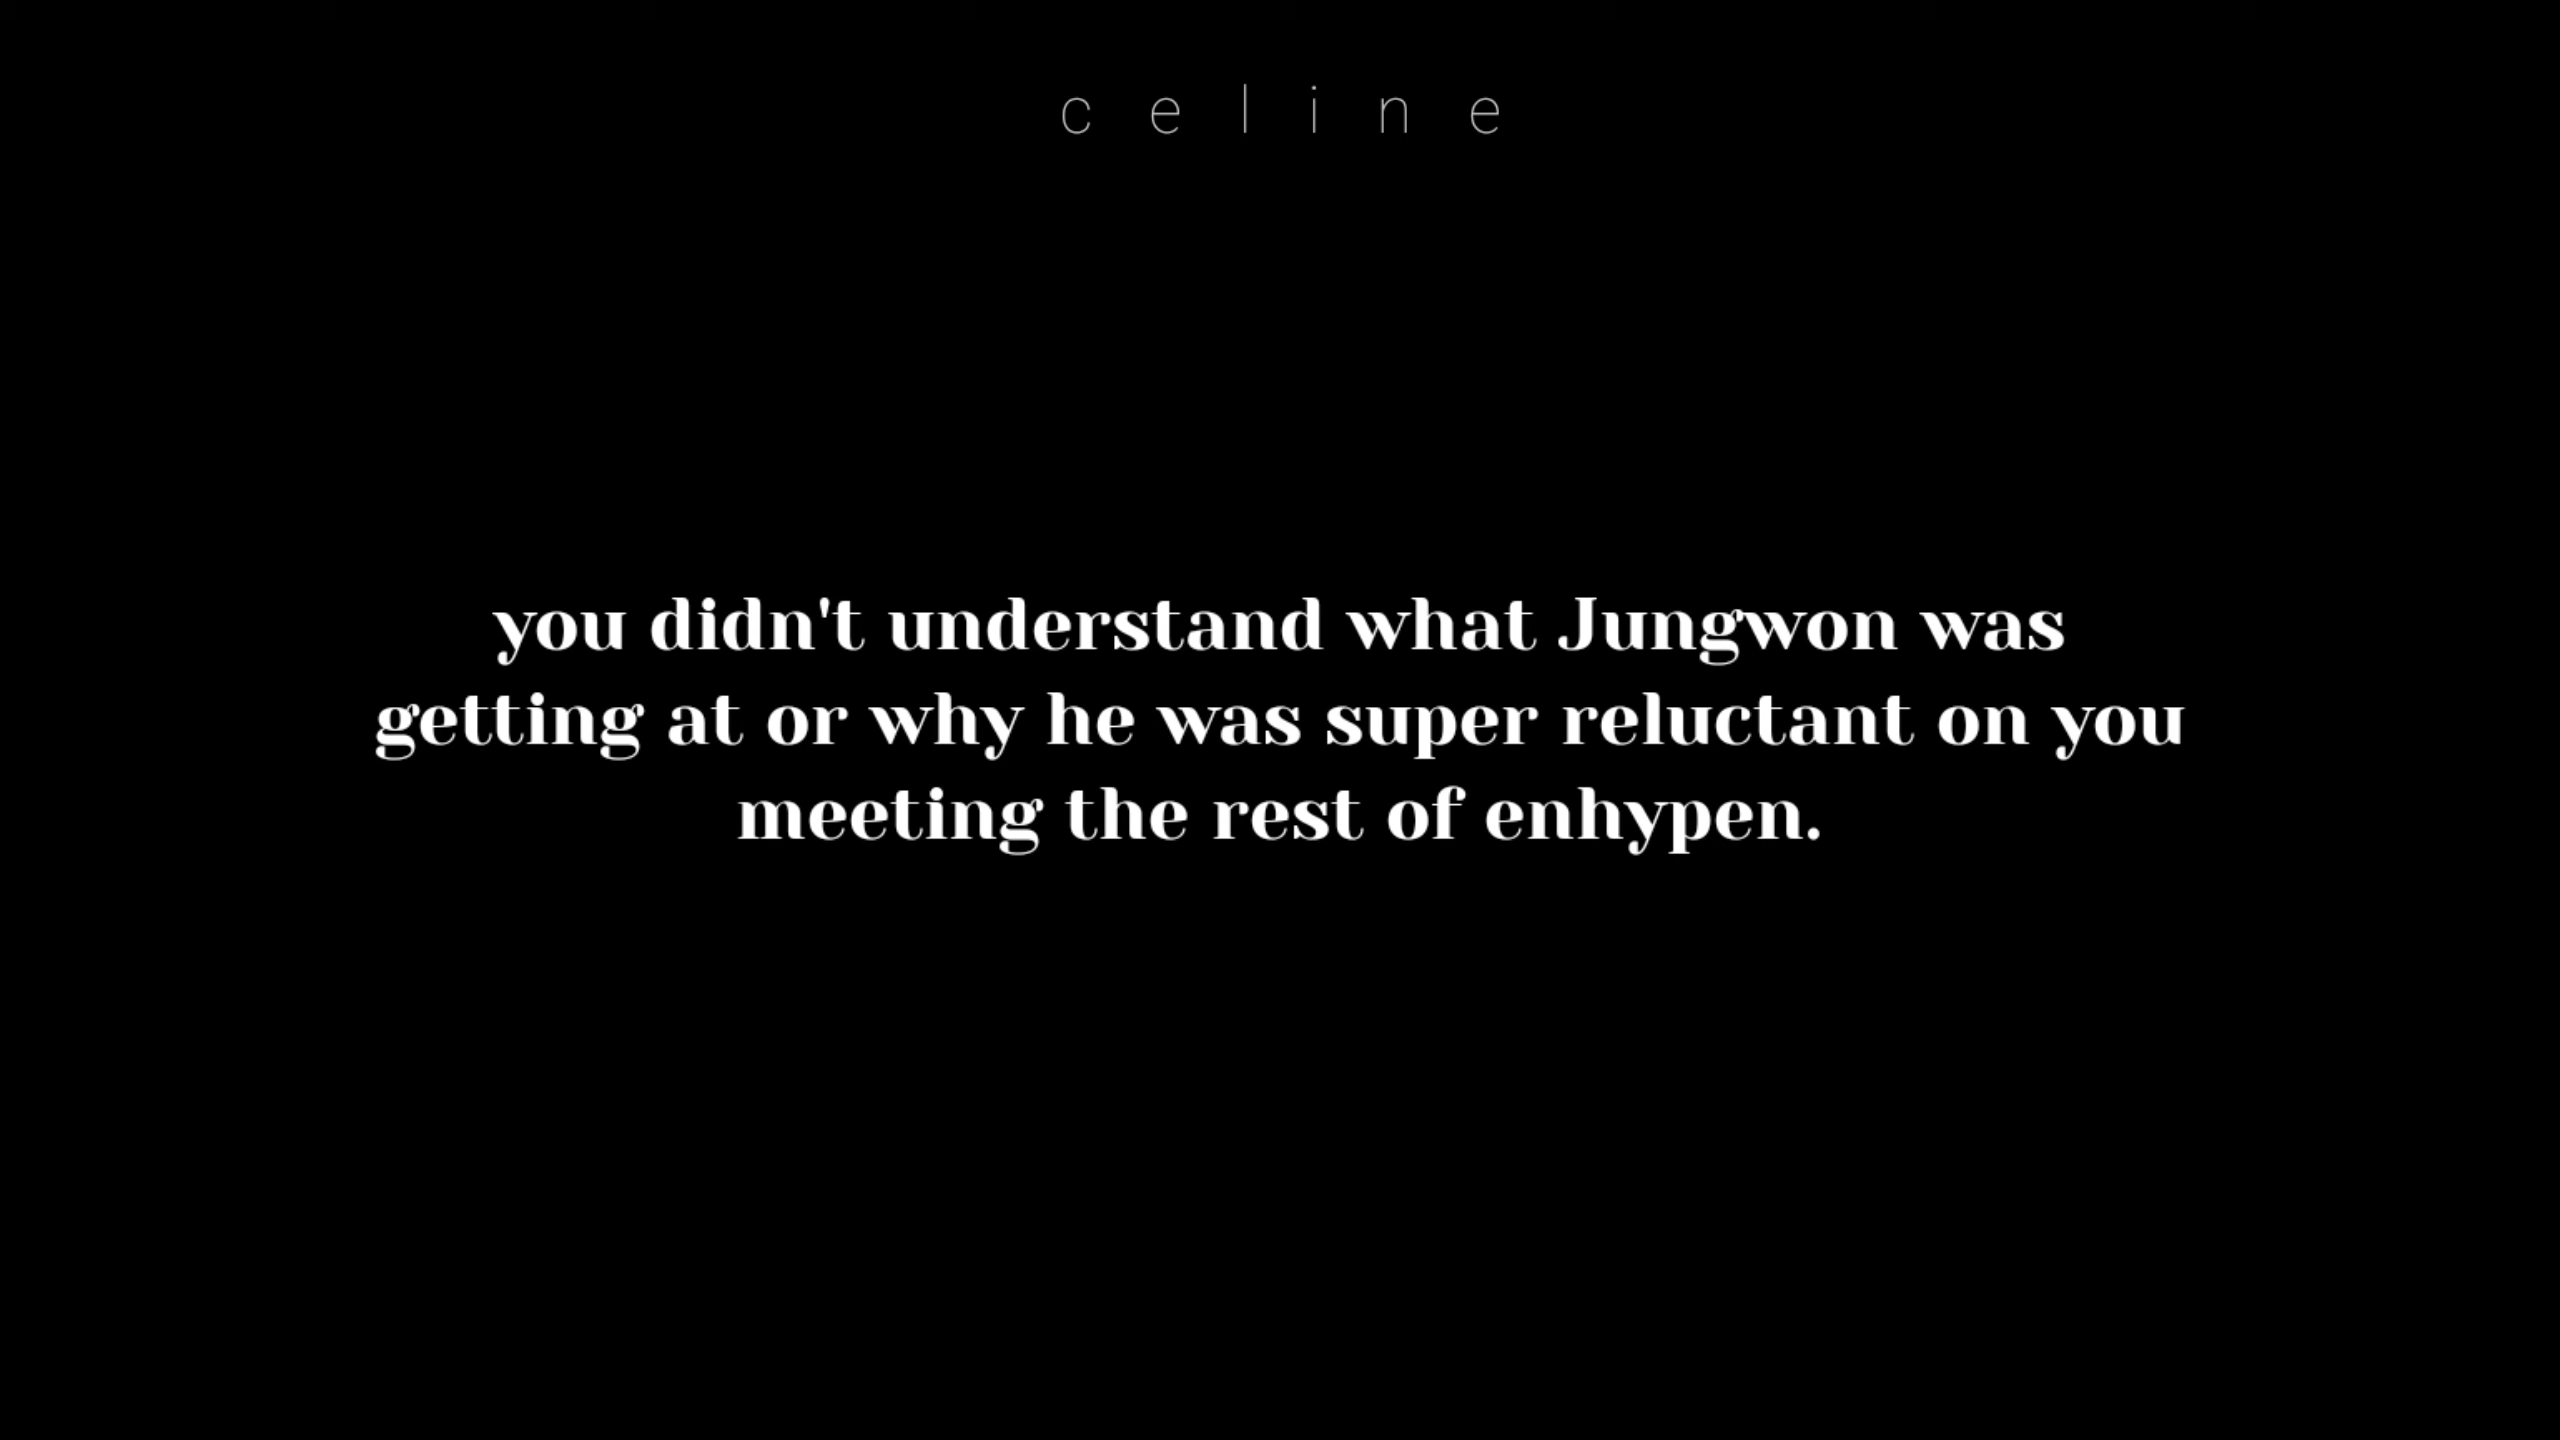 celine
you didn't understand what Jungwon was
getting at or why he was super reluctant on you
meeting the rest of enhypen.